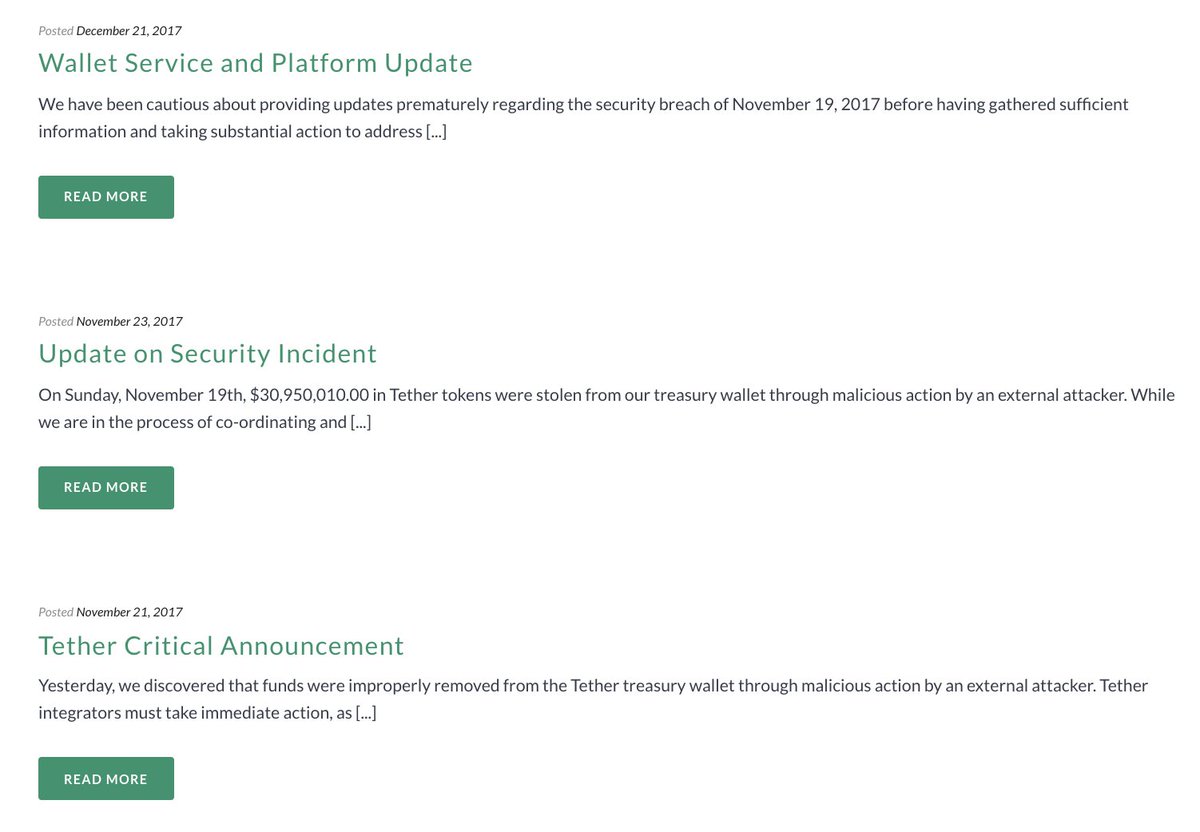 Posted December 21, 2017
Wallet Service and Platform Update
We have been cautious about providing updates prematurely regarding the security breach of November 19, 2017 before having gathered sufficient
information and taking substantial action to address [...]
READ MORE
Posted November 23, 2017
Update on Security Incident
On Sunday, November 19th, $30,950,010.00 in Tether tokens were stolen from our treasury wallet through malicious action by an external attacker. While
we are in the process of co-ordinating and [...]
READ MORE
Posted November 21, 2017
Tether Critical Announcement
Yesterday, we discovered that funds were improperly removed from the Tether treasury wallet through malicious action by an external attacker. Tether
integrators must take immediate action, as [...]
READ MORE